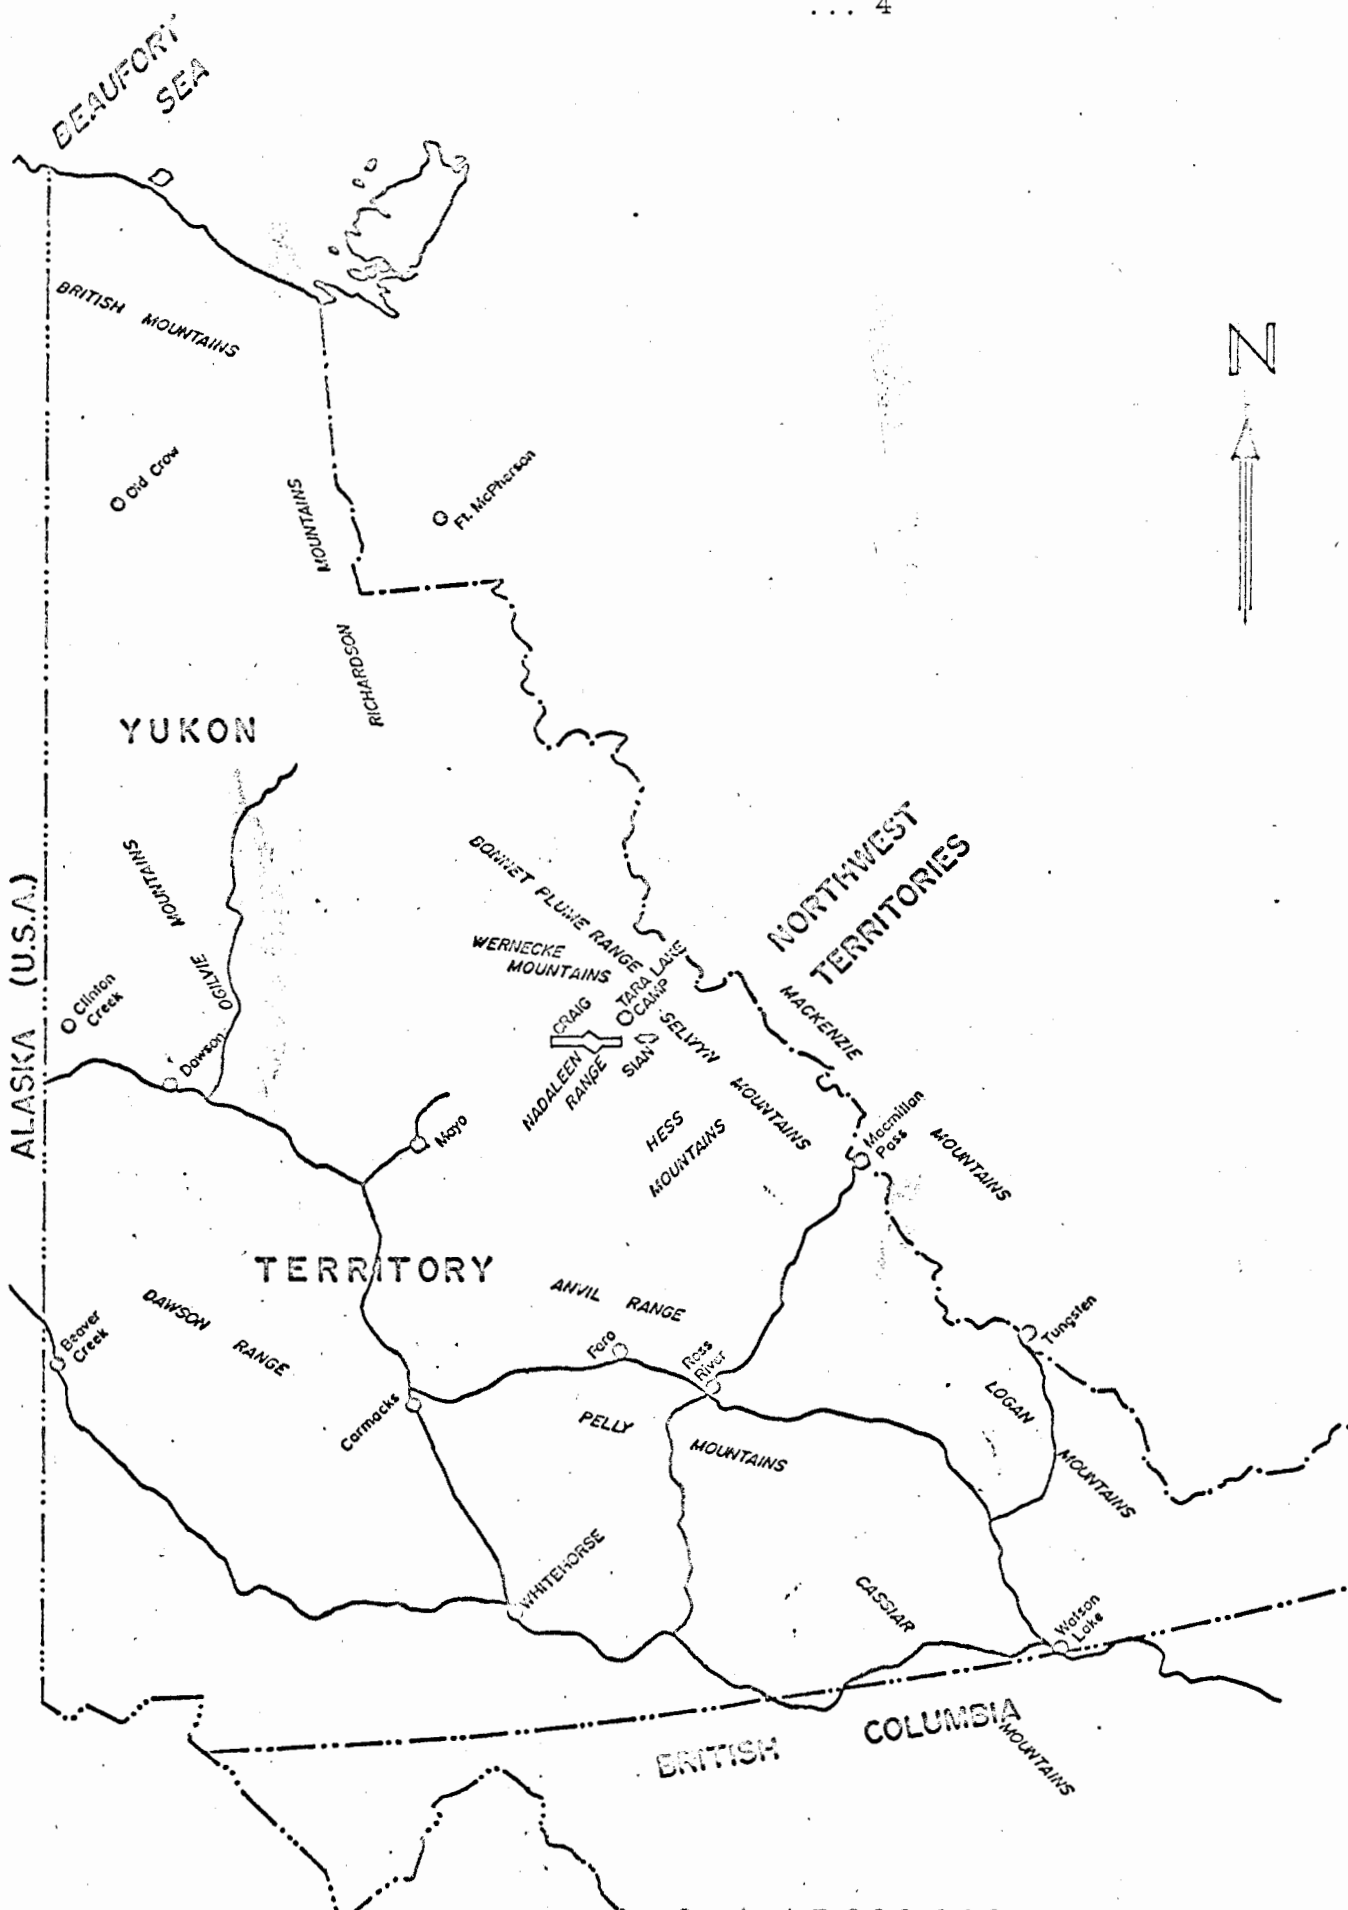 ... 4
BEAUFORT
SEA
BRITISH MOUNTAINS
Old Crow
Ft. McPherson
MOUNTAINS
RICHARDSON
N
YUKON
OGILVIE MOUNTAINS
BONNET PLUME RANGE
WERNECKE
MOUNTAINS
NORTHWEST
TERRITORIES
TARA LAKE
CAMP
CRAIG
NADALEEN
RANGE
SIAN
SELWYN MOUNTAINS
MACKENZIE
MOUNTAINS
HESS
MOUNTAINS
ALASKA (U.S.A.)
Clinton
Creek
Dawson
Mayo
Macmillan
Pass
TERRITORY
DAWSON RANGE
ANVIL RANGE
Beaver
Creek
Faro
Ross
River
Tungsten
Carmacks
PELLY
MOUNTAINS
LOGAN
MOUNTAINS
WHITEHORSE
CASSIAR
MOUNTAINS
Watson
Lake
BRITISH COLUMBIA